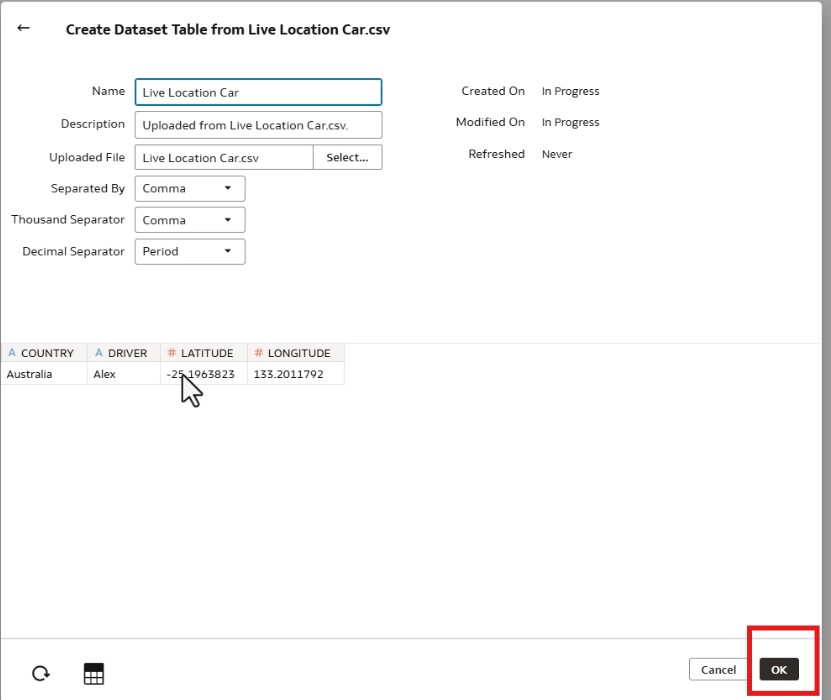 ← Create Dataset Table from Live Location Car.csv
Name Live Location Car Created On In Progress
Description Uploaded from Live Location Car.csv. Modified On In Progress
Uploaded File Live Location Car.csv Select... Refreshed Never
Separated By Comma
Thousand Separator Comma
Decimal Separator Period
A COUNTRY A DRIVER # LATITUDE # LONGITUDE
Australia Alex -25.1963823 133.2011792
Cancel OK